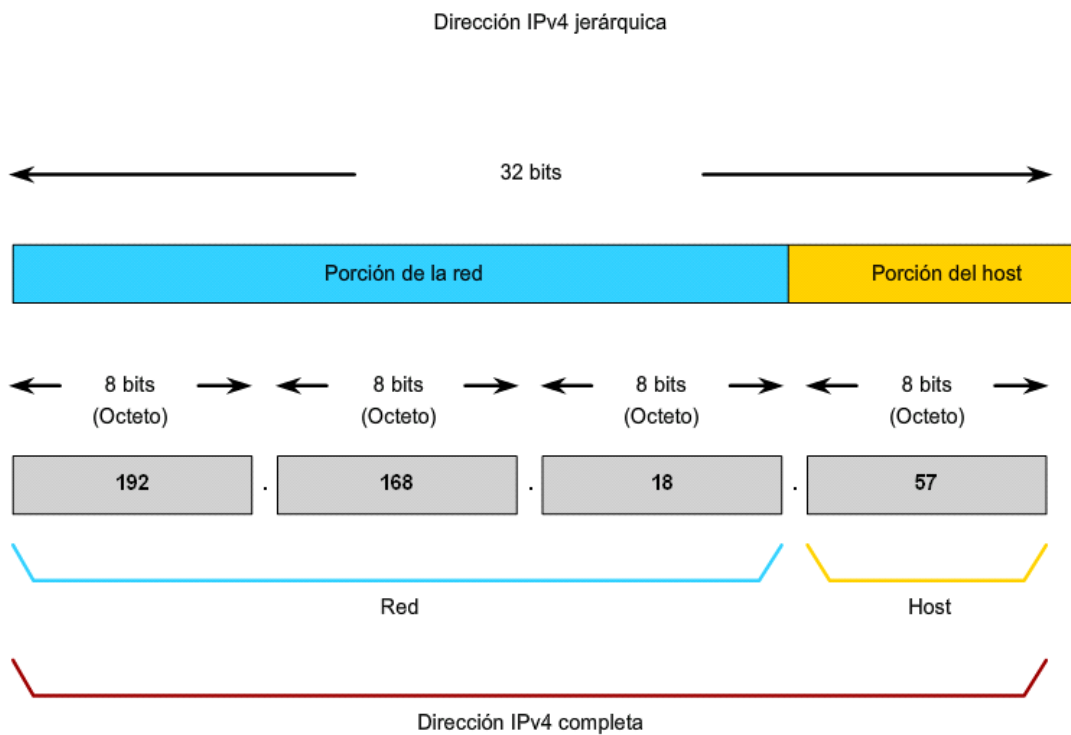 Dirección IPv4 jerárquica
32 bits
Porción de la red Porción del host
8 bits 8 bits 8 bits 8 bits
(Octeto) (Octeto) (Octeto) (Octeto)
192 . 168 . 18 . 57
Red Host
Dirección IPv4 completa